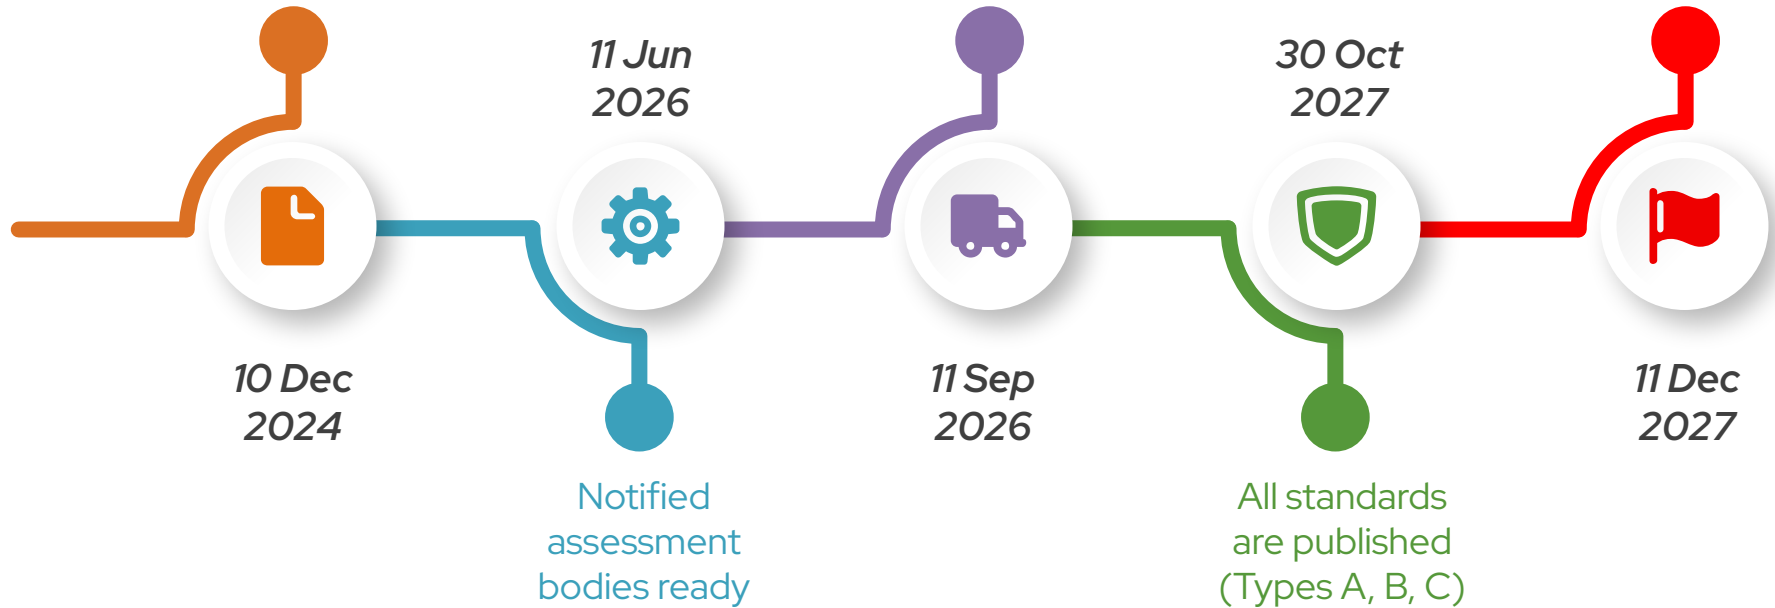 10 Dec
2024
11 Jun
2026
Notified
assessment
bodies ready
11 Sep
2026
30 Oct
2027
All standards
are published
(Types A, B, C)
11 Dec
2027